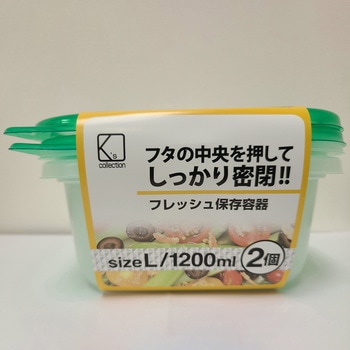 K's
collection
フタの中央を押して
しっかり密閉!!
フレッシュ保存容器
sizeL/1200ml 2個